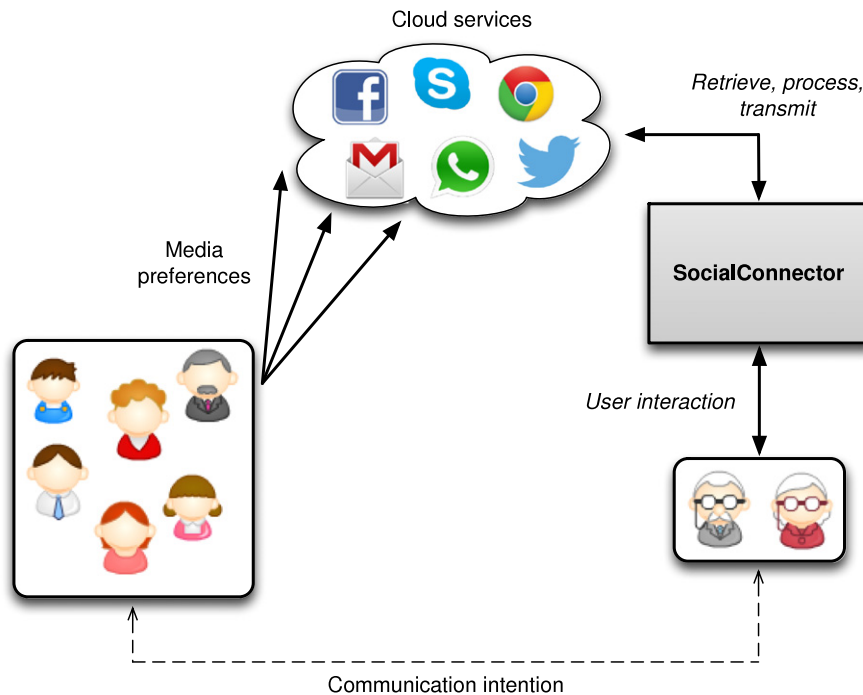 Cloud services
Retrieve, process,
transmit
Media
preferences
SocialConnector
User interaction
Communication intention